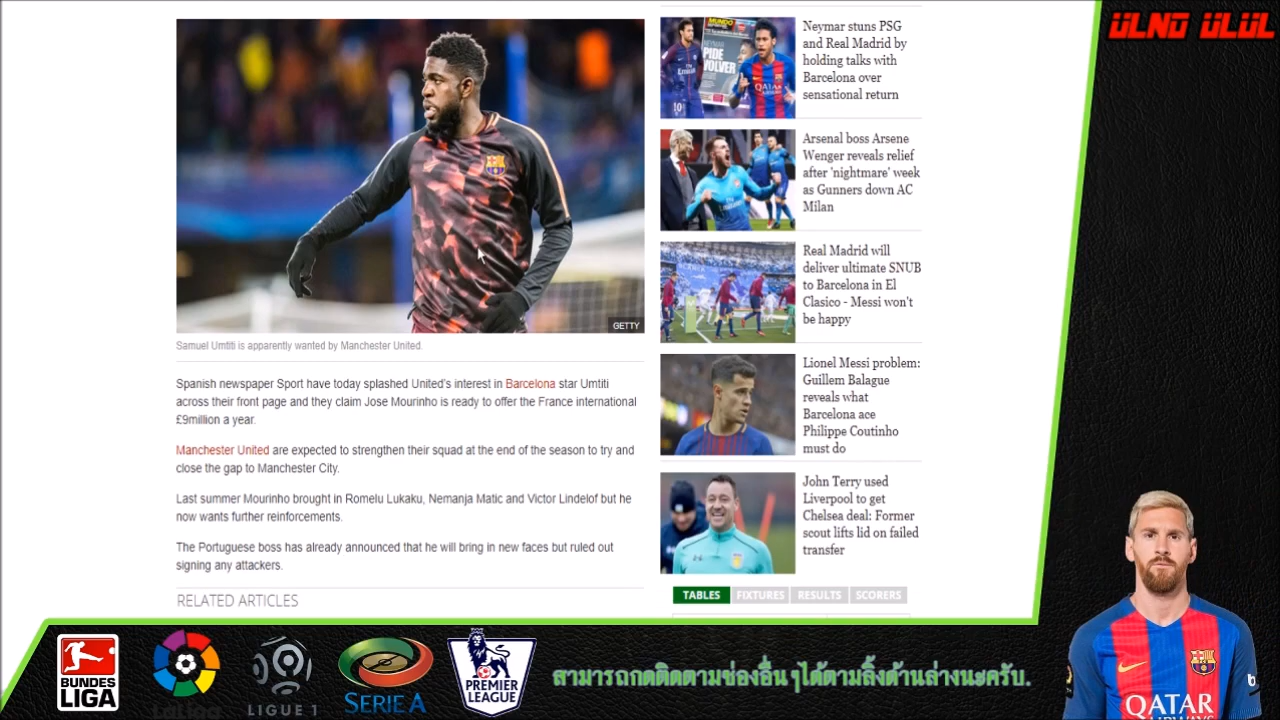 GETTY
Samuel Umtiti is apparently wanted by Manchester United.
Spanish newspaper Sport have today splashed United's interest in Barcelona star Umtiti
across their front page and they claim Jose Mourinho is ready to offer the France international
£9million a year.
Manchester United are expected to strengthen their squad at the end of the season to try and
close the gap to Manchester City.
Last summer Mourinho brought in Romelu Lukaku, Nemanja Matic and Victor Lindelof but he
now wants further reinforcements.
The Portuguese boss has already announced that he will bring in new faces but ruled out
signing any attackers.
RELATED ARTICLES
MUNDO
PIDE
VOLVER
QATAR
10
Neymar stuns PSG
and Real Madrid by
holding talks with
Barcelona over
sensational return
Arsenal boss Arsene
Wenger reveals relief
after 'nightmare' week
as Gunners down AC
Milan
Real Madrid will
deliver ultimate SNUB
to Barcelona in El
Clasico - Messi won't
be happy
Lionel Messi problem:
Guillem Balague
reveals what
Barcelona ace
Philippe Coutinho
must do
John Terry used
Liverpool to get
Chelsea deal: Former
scout lifts lid on failed
transfer
TABLES FIXTURES RESULTS SCORERS
BUNDES
LIGA
LaLiga
LIGUE 1
SERIE A
PREMIER
LEAGUE
สามารถกดติดตามช่องอื่นๆได้ตามลิ้งด้านล่างนะครับ.
QATAR
AIRWAYS